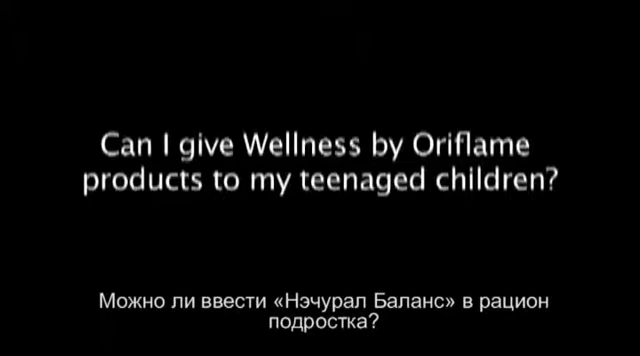 Can I give Wellness by Oriflame
products to my teenaged children?
Можно ли ввести «Нэчурал Баланс» в рацион
подростка?